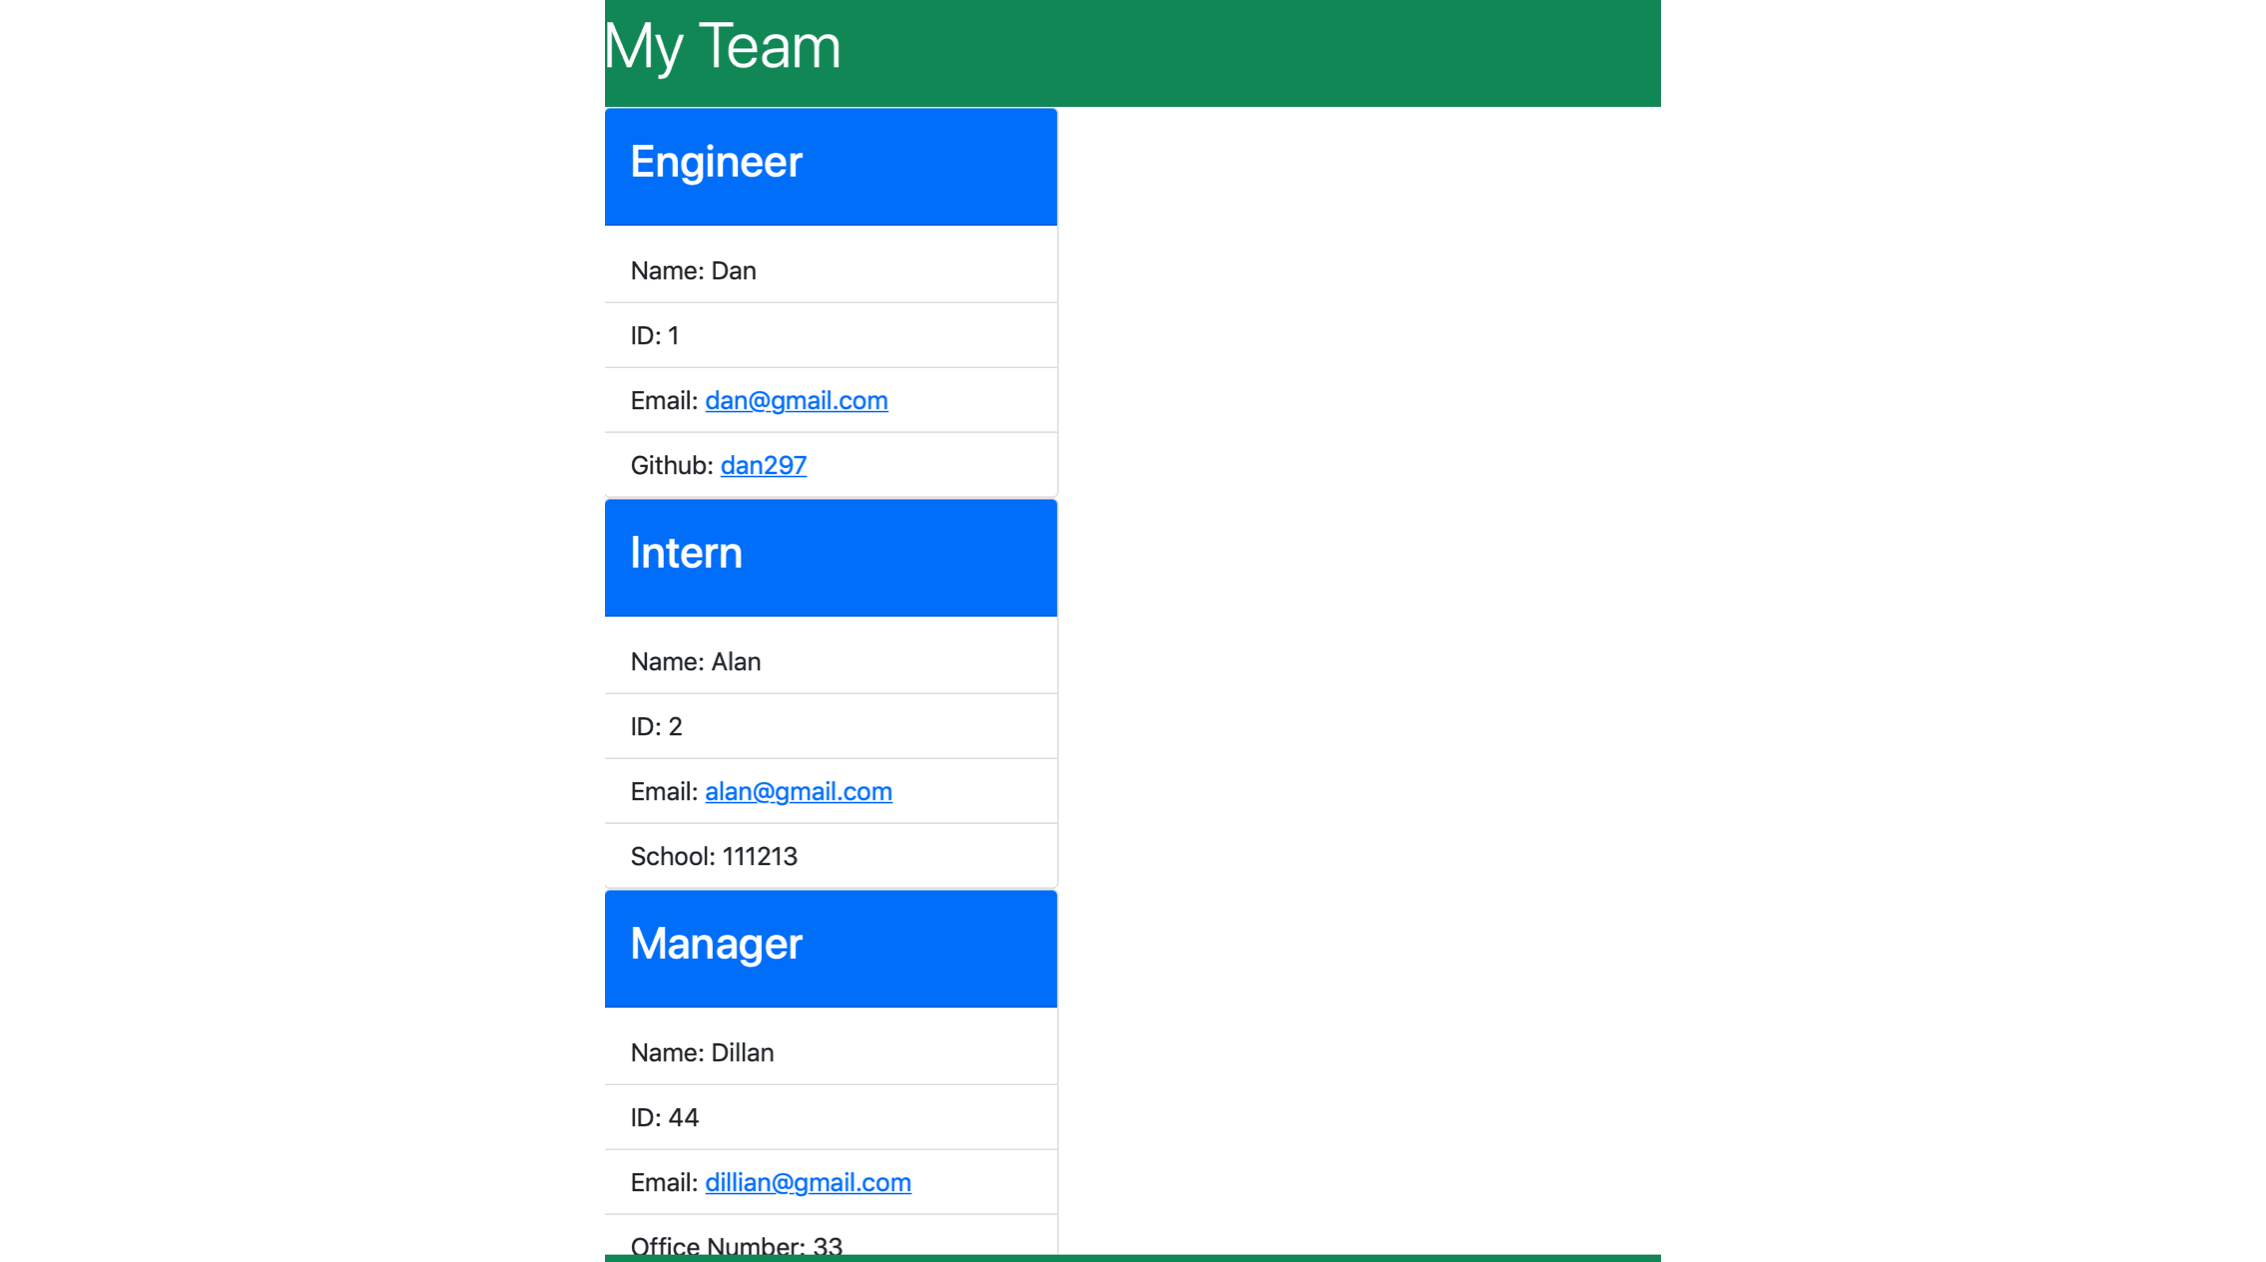 My Team
Engineer
Name: Dan
ID: 1
Email: dan@gmail.com
Github: dan297
Intern
Name: Alan
ID: 2
Email: alan@gmail.com
School: 111213
Manager
Name: Dillan
ID: 44
Email: dillian@gmail.com
Office Number: 33